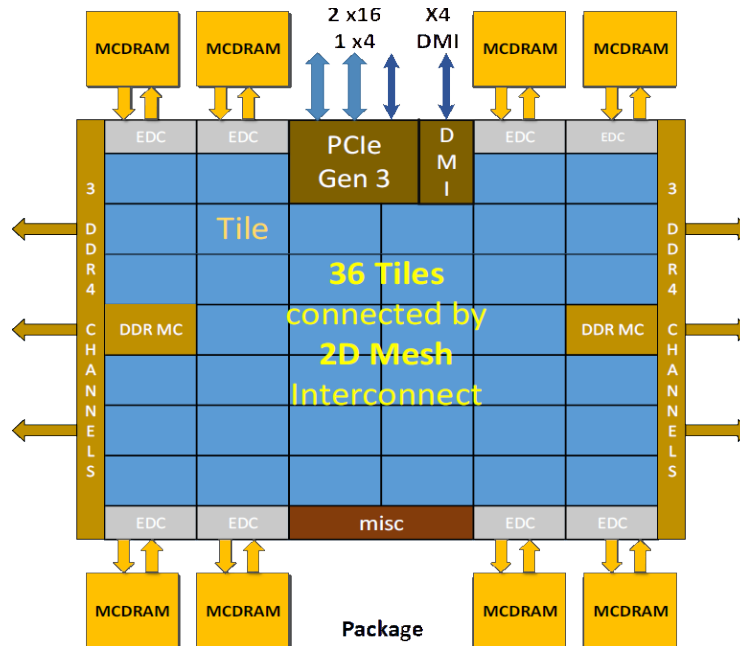 2 x16 X4
1 x4 DMI
MCDRAM MCDRAM MCDRAM MCDRAM
EDC EDC EDC EDC
PCIe
Gen 3
D
M
I
3 DDR4 CHANNELS
3 DDR4 CHANNELS
Tile
36 Tiles
connected by
2D Mesh
Interconnect
DDR MC DDR MC
EDC EDC misc EDC EDC
MCDRAM MCDRAM MCDRAM MCDRAM
Package